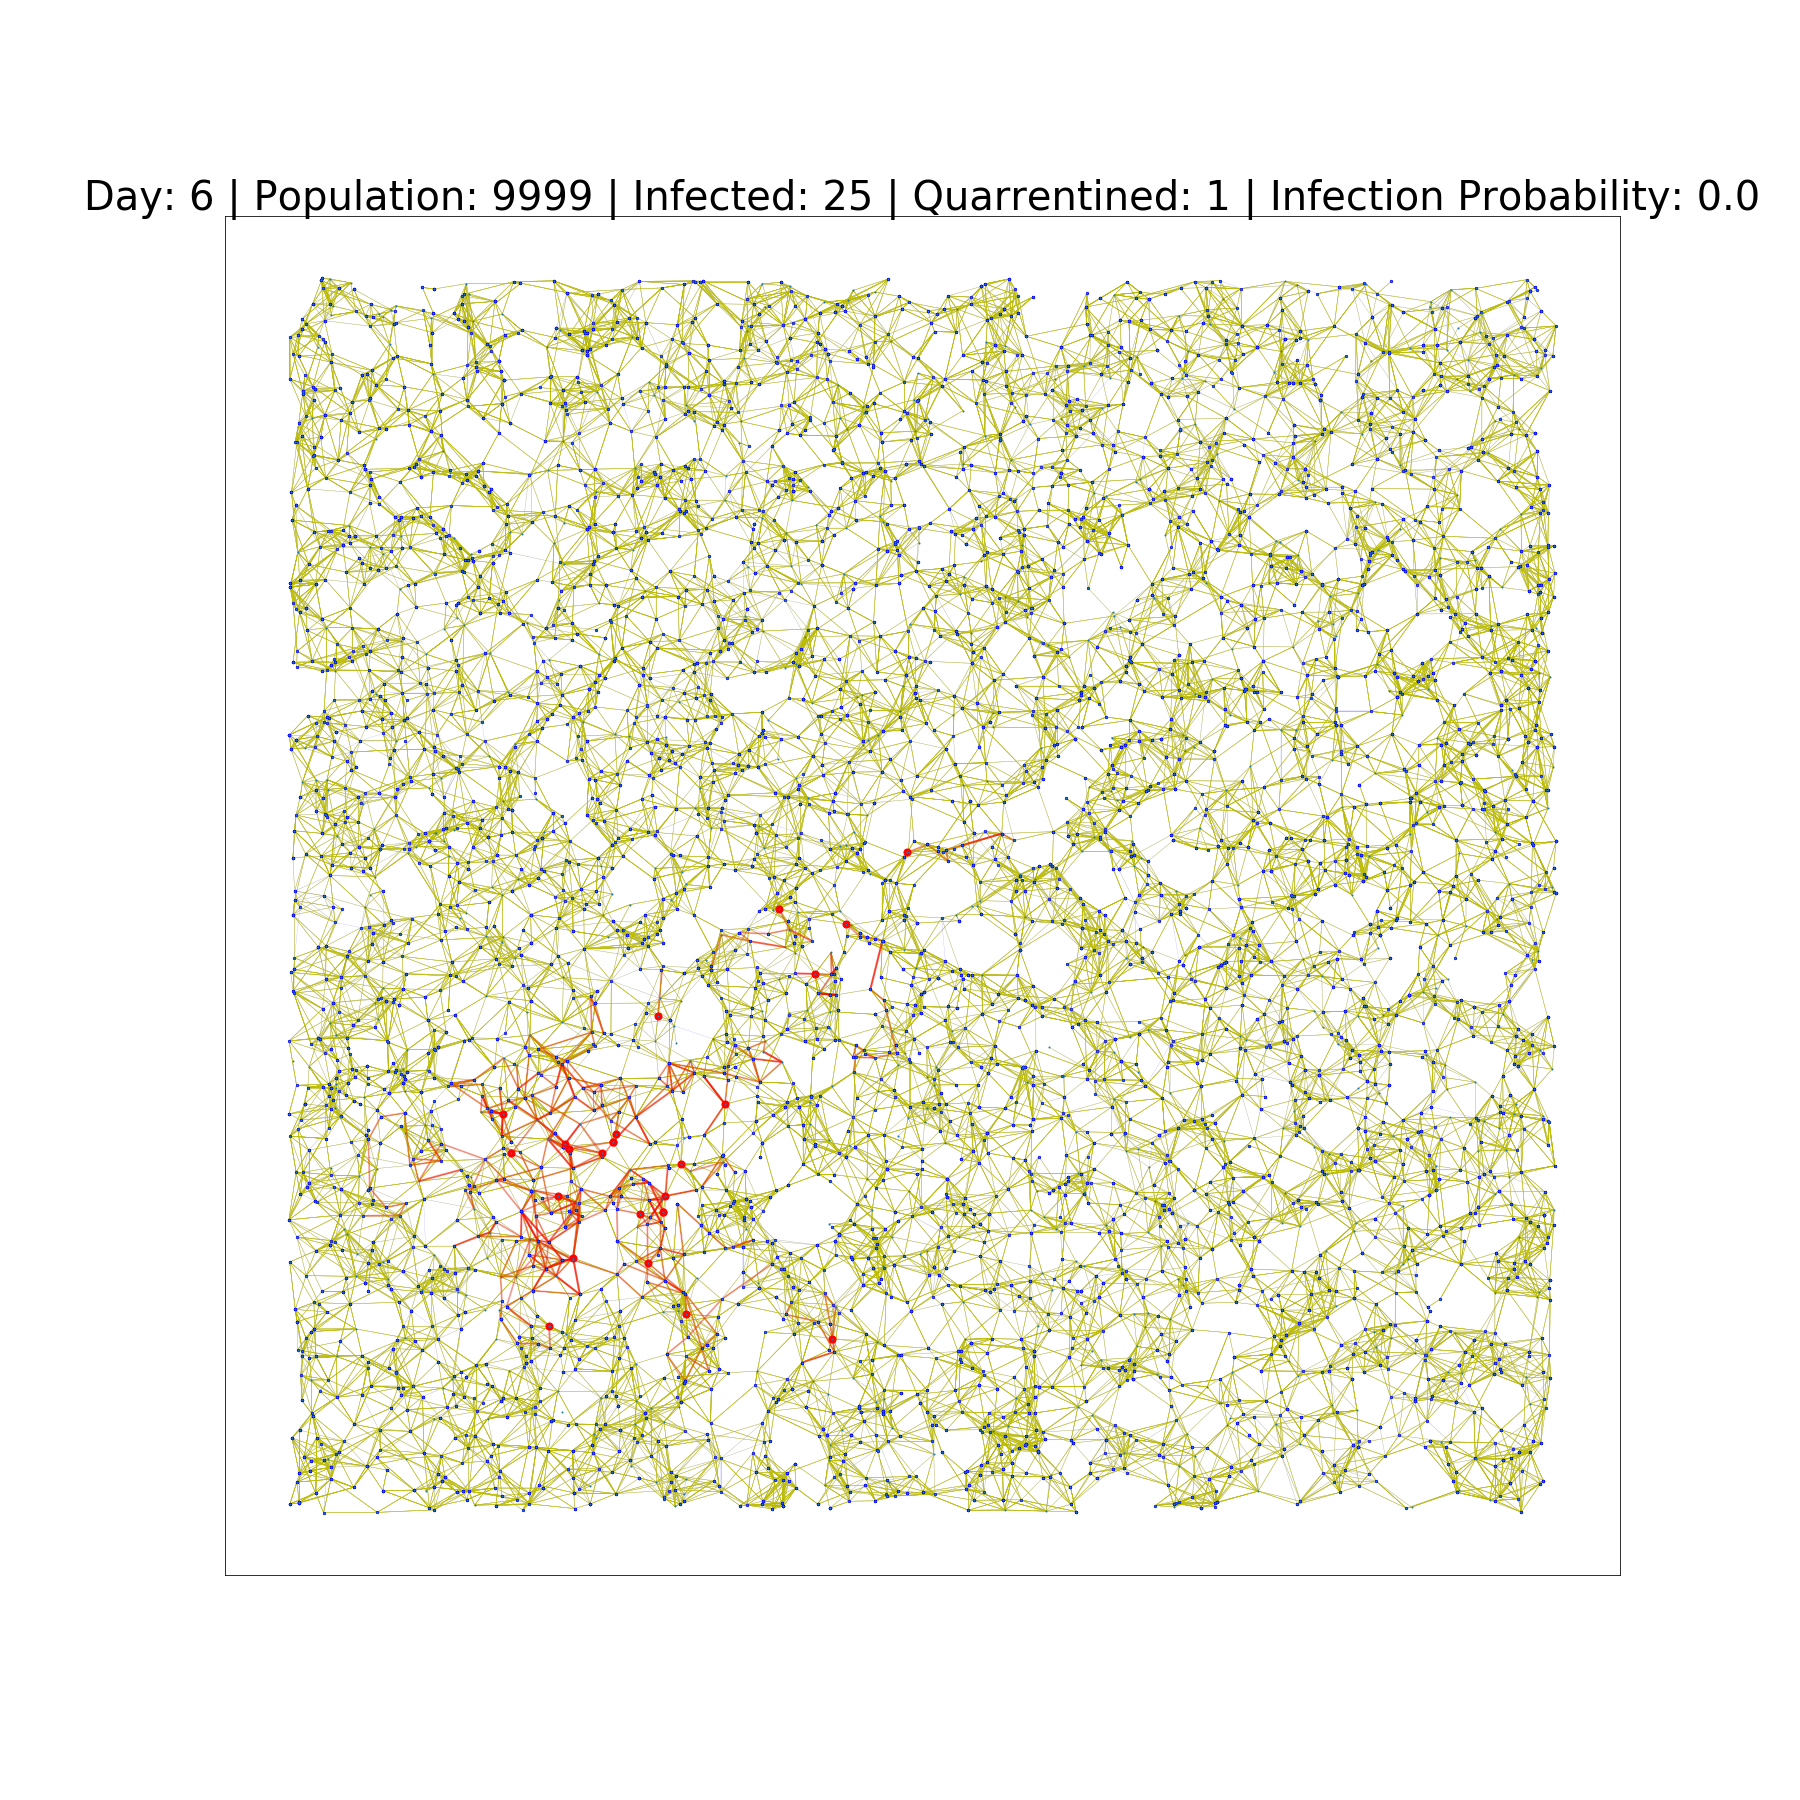 Day: 6 | Population: 9999 | Infected: 25 | Quarrentined: 1 | Infection Probability: 0.0